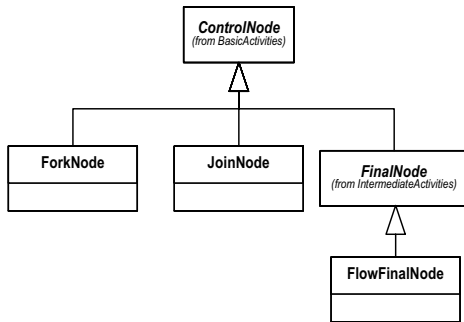 ControlNode
(from BasicActivities)
ForkNode
JoinNode
FinalNode
(from IntermediateActivities)
FlowFinalNode